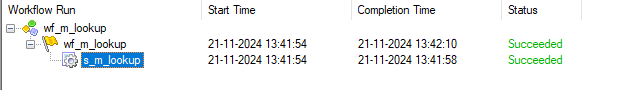 Workflow Run Start Time Completion Time Status
wf_m_lookup
wf_m_lookup 21-11-2024 13:41:54 21-11-2024 13:42:10 Succeeded
s_m_lookup 21-11-2024 13:41:54 21-11-2024 13:41:58 Succeeded